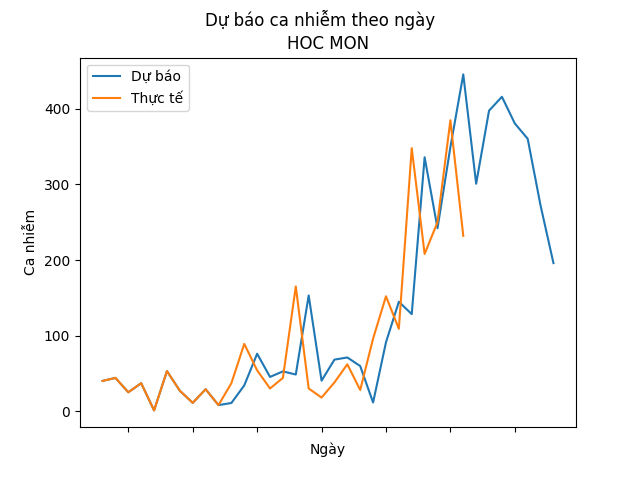 Dự báo ca nhiễm theo ngày
HOC MON
Dự báo
Thực tế
400
300
200
100
0
Ca nhiễm
Ngày